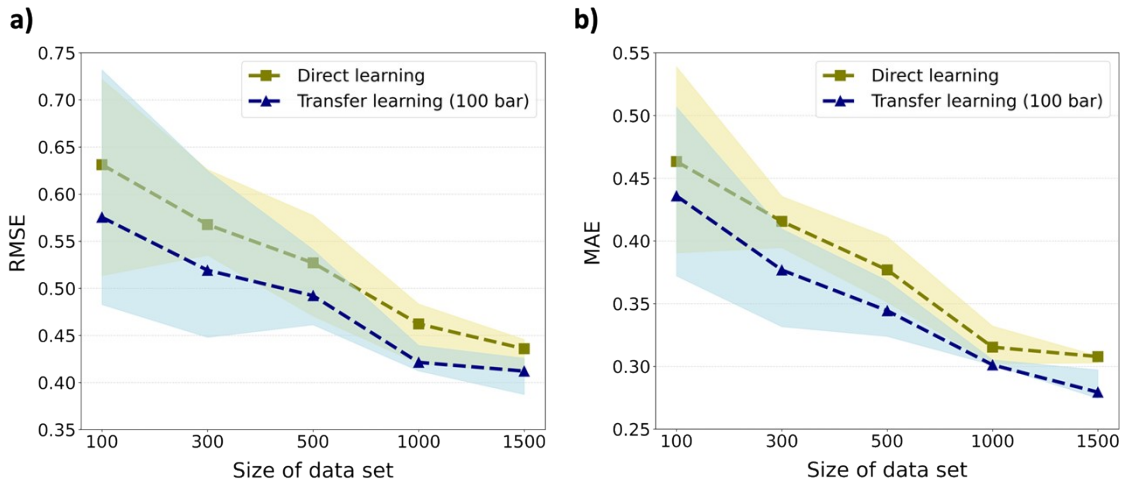 a)
RMSE
0.75
0.70
0.65
0.60
0.55
0.50
0.45
0.40
0.35
Direct learning
Transfer learning (100 bar)
100 300 500 1000 1500
Size of data set
b)
MAE
0.55
0.50
0.45
0.40
0.35
0.30
0.25
Direct learning
Transfer learning (100 bar)
100 300 500 1000 1500
Size of data set